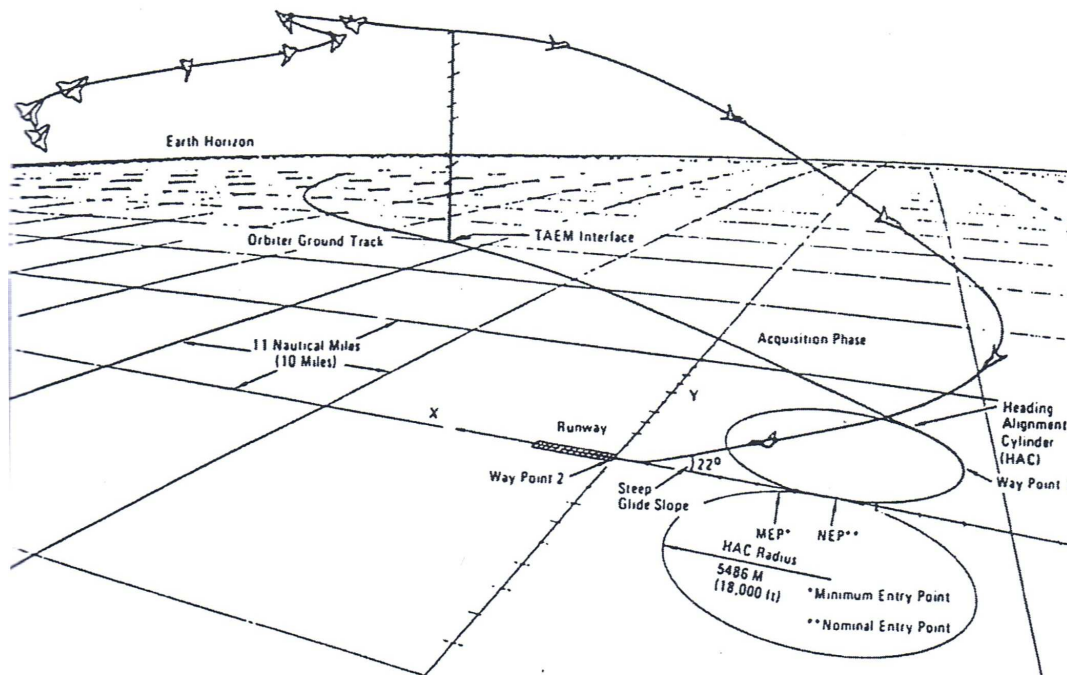 Earth Horizon
Orbiter Ground Track
TAEM Interface
11 Nautical Miles
(10 Miles)
Acquisition Phase
X
Y
Runway
Heading
Alignment
Cylinder
(HAC)
Way Point 2
22°
Steep
Glide Slope
Way Point
MEP*
NEP**
HAC Radius
5486 M
(18,000 ft)
*Minimum Entry Point
**Nominal Entry Point